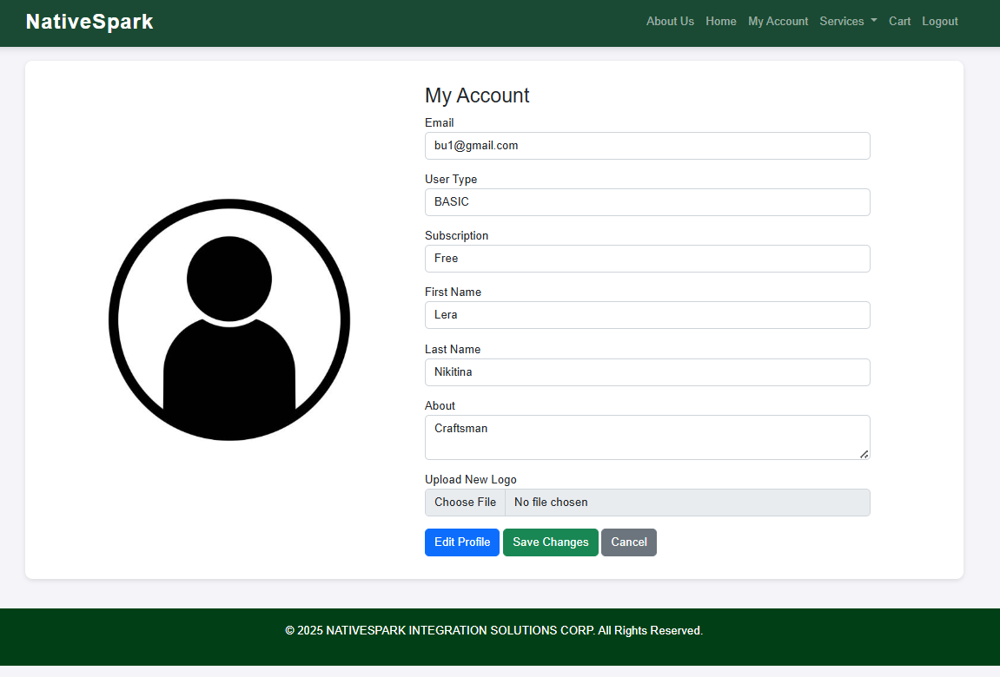 NativeSpark
About Us Home My Account Services Cart Logout
My Account
Email
bu1@gmail.com
User Type
BASIC
Subscription
Free
First Name
Lera
Last Name
Nikitina
About
Craftsman
Upload New Logo
Choose File No file chosen
Edit Profile Save Changes Cancel
© 2025 NATIVESPARK INTEGRATION SOLUTIONS CORP. All Rights Reserved.